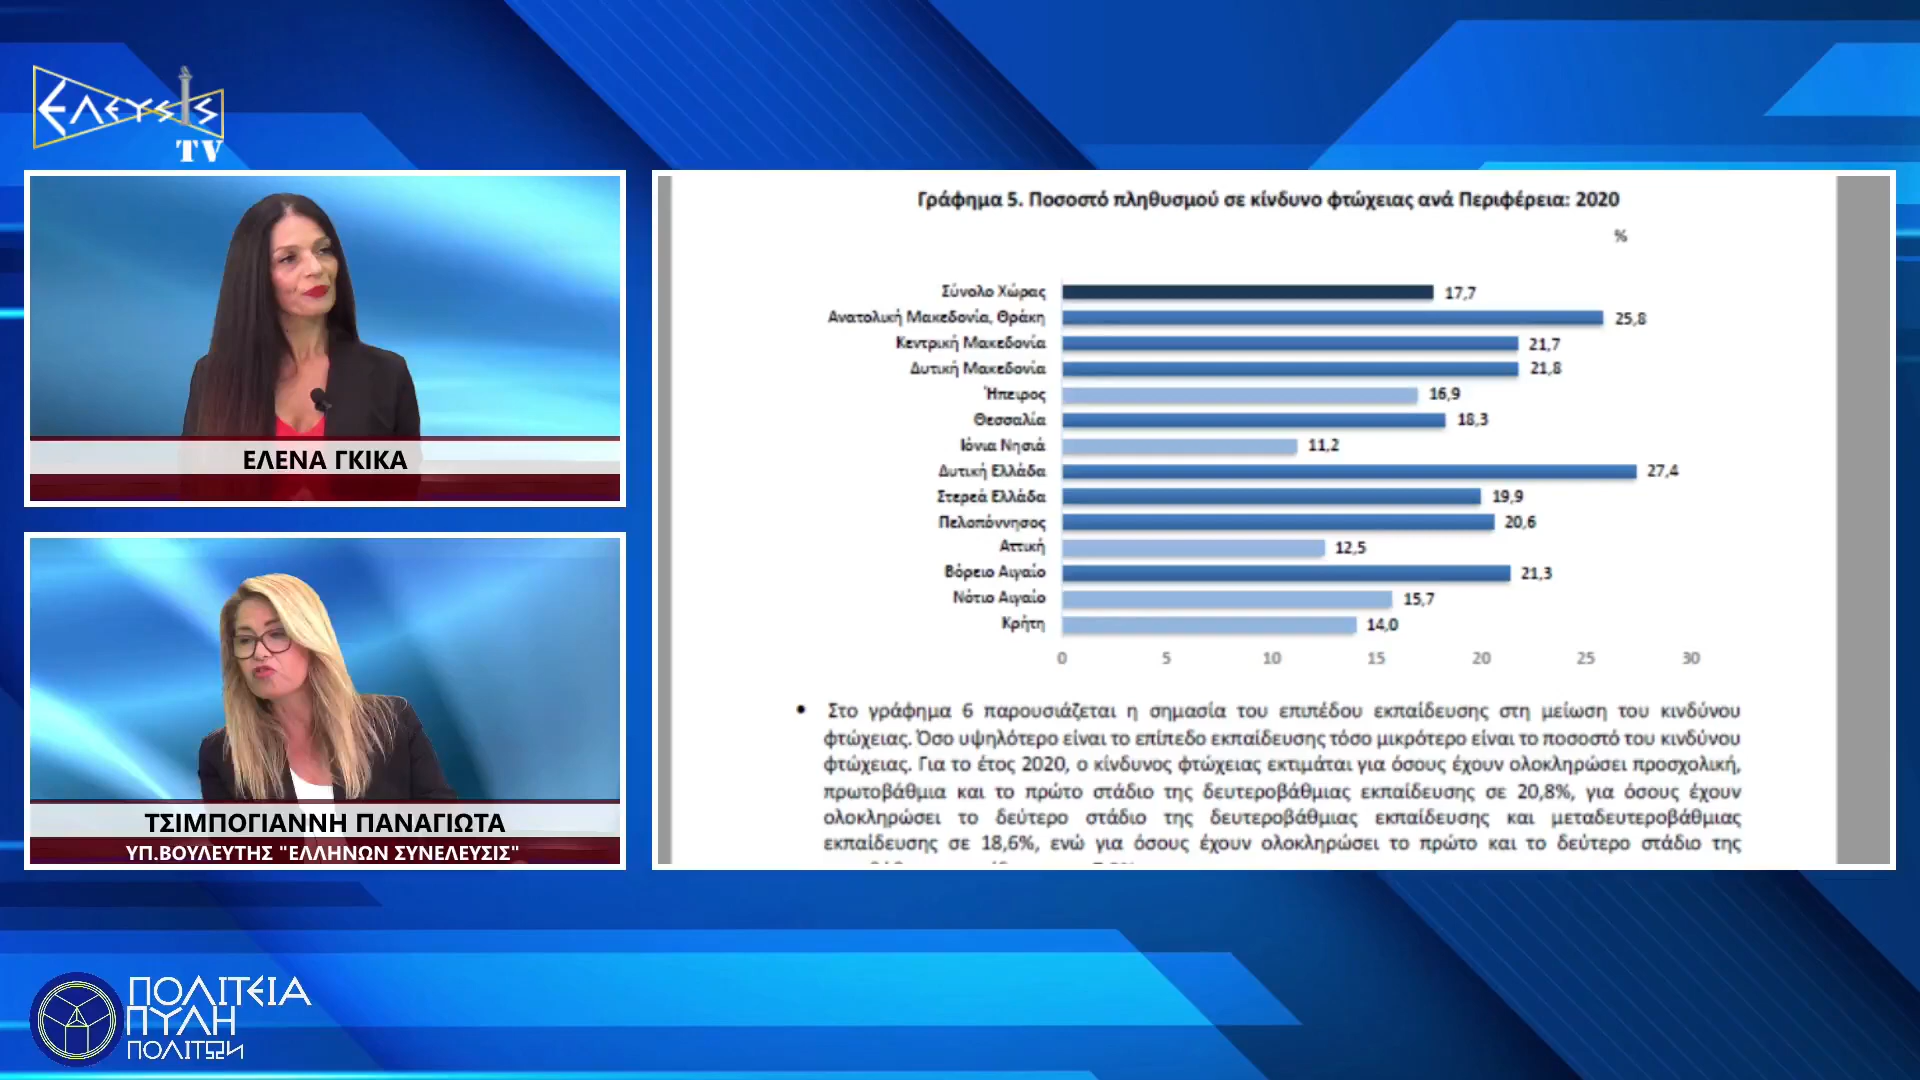 ΕΛΕΥSIS
TV
ΕΛΕΝΑ ΓΚΙΚΑ
ΤΣΙΜΠΟΓΙΑΝΝΗ ΠΑΝΑΓΙΩΤΑ
ΥΠ.ΒΟΥΛΕΥΤΗΣ "ΕΛΛΗΝΩΝ ΣΥΝΕΛΕΥΣΙΣ"
Γράφημα 5. Ποσοστό πληθυσμού σε κίνδυνο φτώχειας ανά Περιφέρεια: 2020
%
Σύνολο Χώρας 17,7
Ανατολική Μακεδονία, Θράκη 25,8
Κεντρική Μακεδονία 21,7
Δυτική Μακεδονία 21,8
Ήπειρος 16,9
Θεσσαλία 18,3
Ιόνια Νησιά 11,2
Δυτική Ελλάδα 27,4
Στερεά Ελλάδα 19,9
Πελοπόννησος 20,6
Αττική 12,5
Βόρειο Αιγαίο 21,3
Νότιο Αιγαίο 15,7
Κρήτη 14,0
0 5 10 15 20 25 30
• Στο γράφημα 6 παρουσιάζεται η σημασία του επιπέδου εκπαίδευσης στη μείωση του κινδύνου
φτώχειας. Όσο υψηλότερο είναι το επίπεδο εκπαίδευσης τόσο μικρότερο είναι το ποσοστό του κινδύνου
φτώχειας. Για το έτος 2020, ο κίνδυνος φτώχειας εκτιμάται για όσους έχουν ολοκληρώσει προσχολική,
πρωτοβάθμια και το πρώτο στάδιο της δευτεροβάθμιας εκπαίδευσης σε 20,8%, για όσους έχουν
ολοκληρώσει το δεύτερο στάδιο της δευτεροβάθμιας εκπαίδευσης και μεταδευτεροβάθμιας
εκπαίδευσης σε 18,6%, ενώ για όσους έχουν ολοκληρώσει το πρώτο και το δεύτερο στάδιο της
ΠΟΛΙΤΕΙΑ
ΠΥΛΗ
ΠΟΛΙΤΩΝ